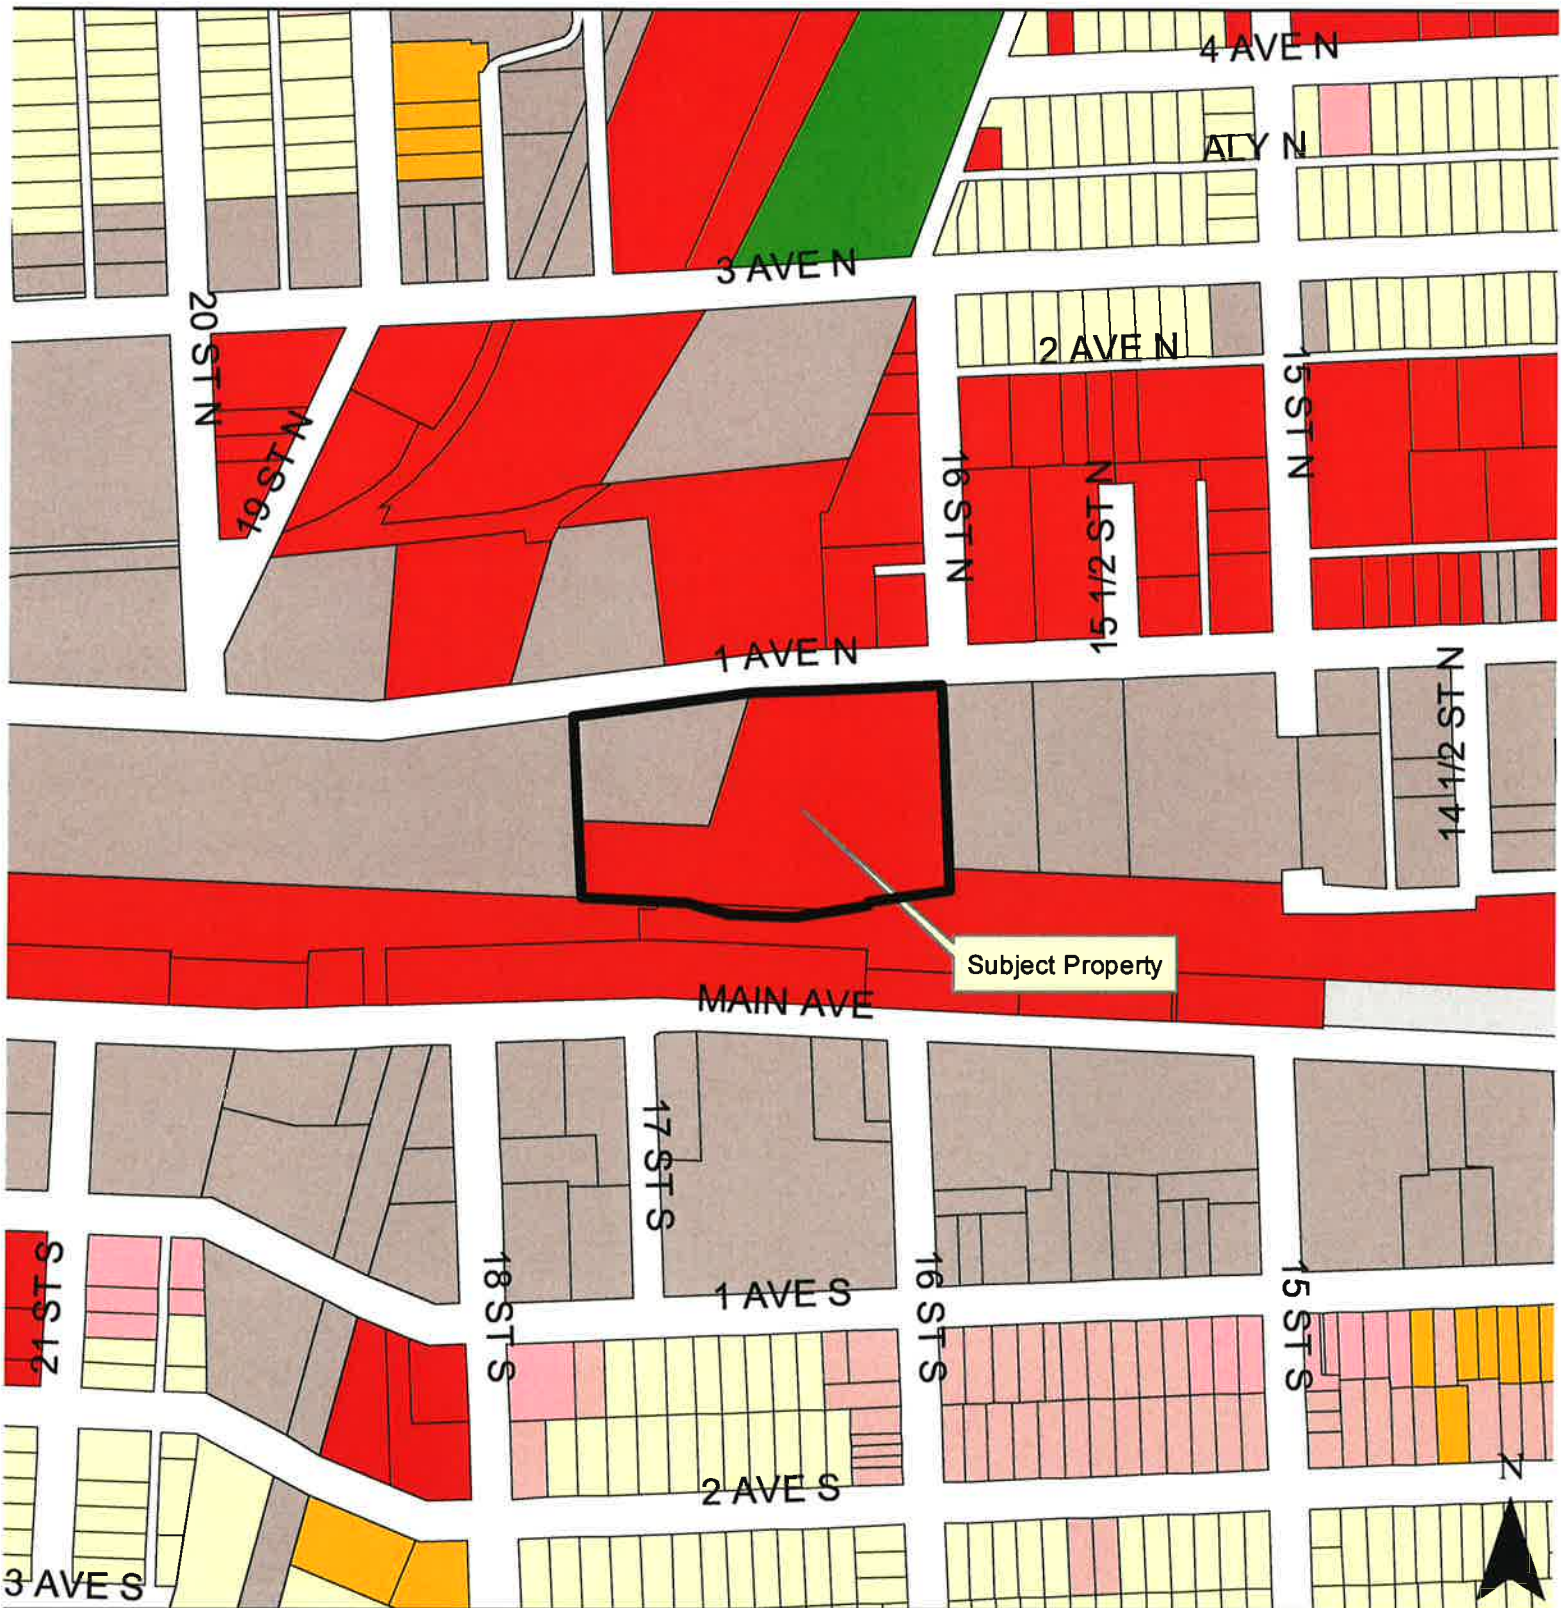 4 AVE N
ALY N
3 AVE N
20 ST N
2 AVE N
15 ST N
19 ST N
16 ST N
15 1/2 ST N
1 AVE N
14 1/2 ST N
Subject Property
MAIN AVE
17 ST S
21 ST S
18 ST S
1 AVE S
16 ST S
15 ST S
2 AVE S
N
3 AVE S